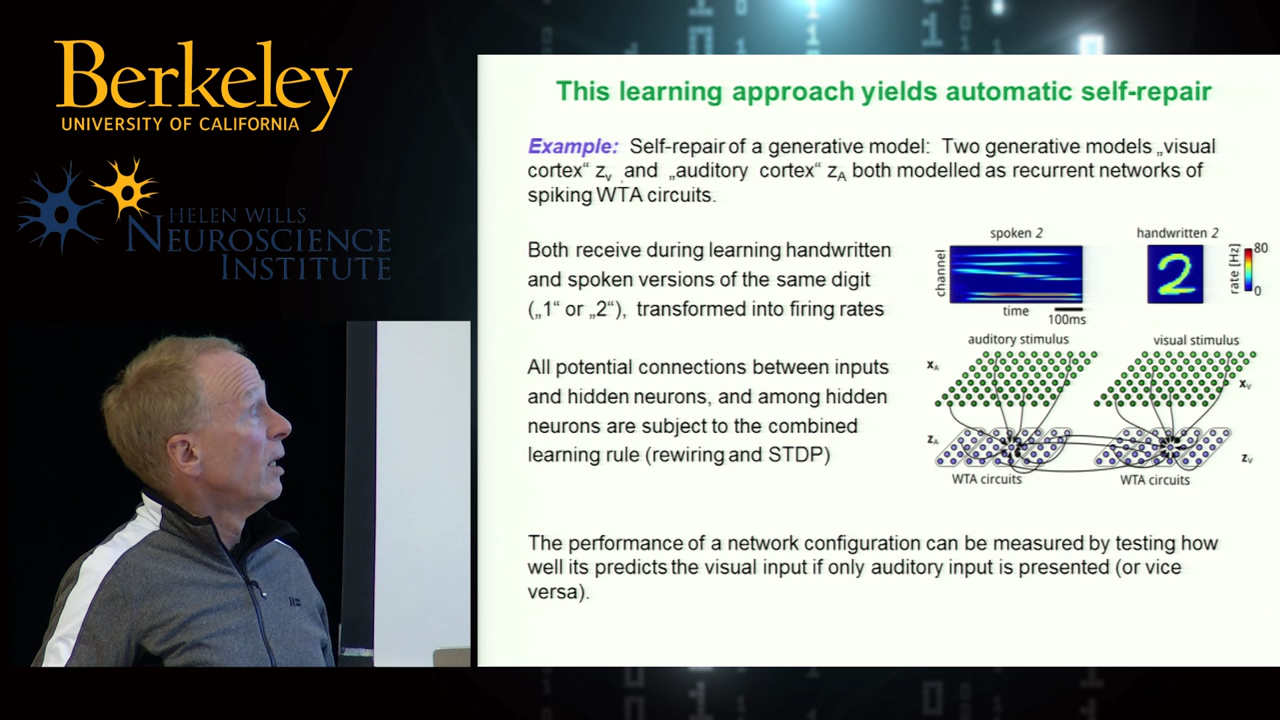 Berkeley
UNIVERSITY OF CALIFORNIA
HELEN WILLS
NEUROSCIENCE
INSTITUTE
This learning approach yields automatic self-repair
Example: Self-repair of a generative model: Two generative models „visual
cortex“ zv and „auditory cortex“ zA both modelled as recurrent networks of
spiking WTA circuits.
Both receive during learning handwritten
and spoken versions of the same digit
(„1“ or „2“), transformed into firing rates
All potential connections between inputs
and hidden neurons, and among hidden
neurons are subject to the combined
learning rule (rewiring and STDP)
spoken 2
handwritten 2
channel
time
100ms
2
rate [Hz]
80
0
auditory stimulus
visual stimulus
xA
xV
zA
zV
WTA circuits
WTA circuits
The performance of a network configuration can be measured by testing how
well its predicts the visual input if only auditory input is presented (or vice
versa).